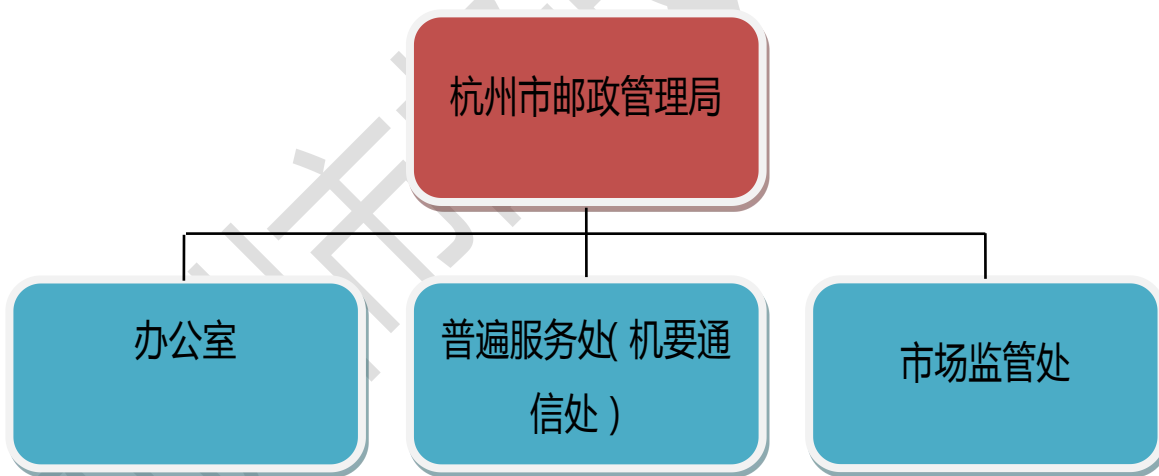 杭州市邮政管理局
办公室
普遍服务处(机要通
信处)
市场监管处